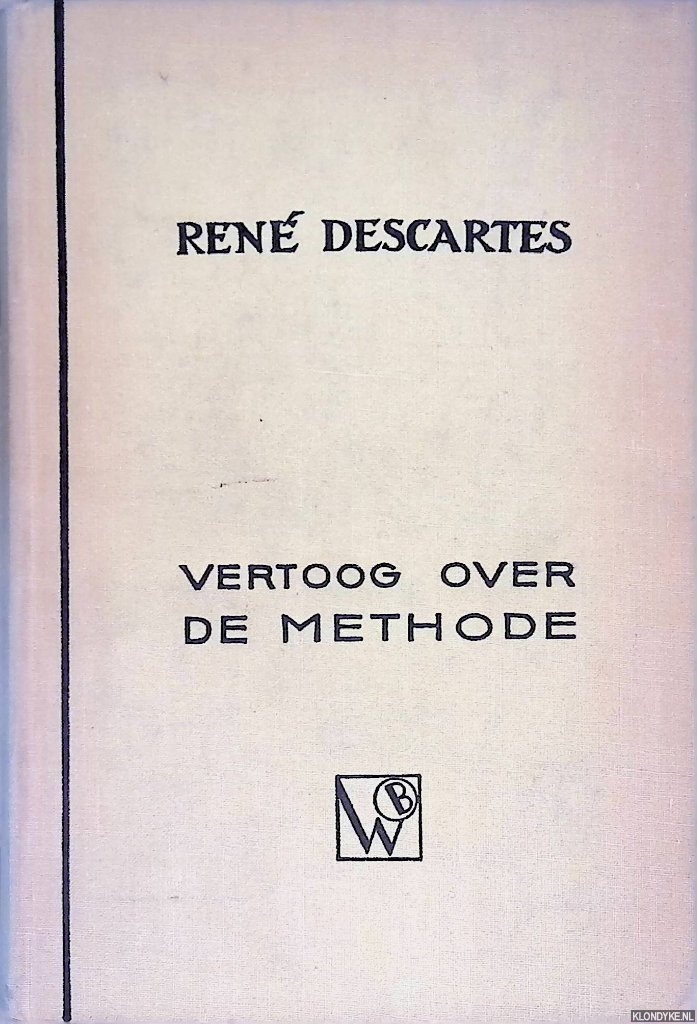 RENÉ DESCARTES
VERTOOG OVER
DE METHODE
WB
KLONDYKE.NL